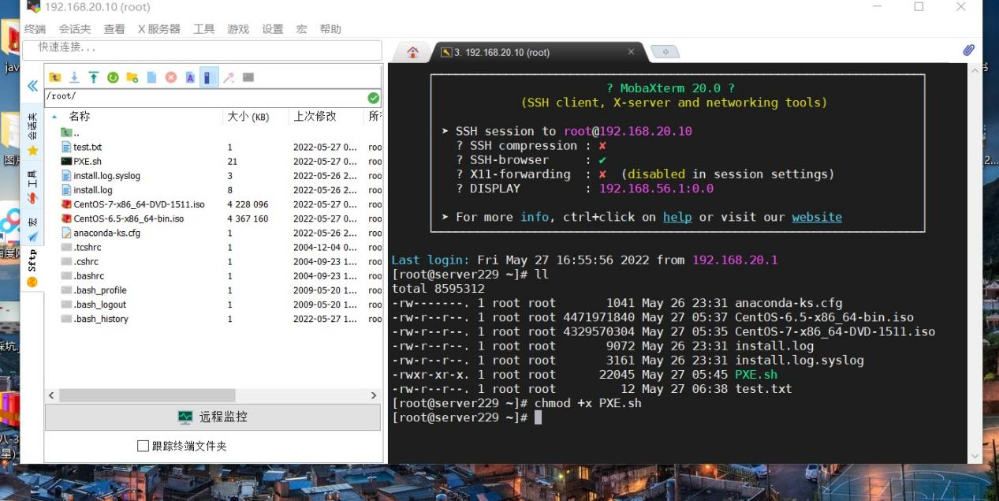 192.168.20.10 (root)
终端 会话夹 查看 X 服务器 工具 游戏 设置 宏 帮助
快速连接...
3. 192.168.20.10 (root)
/root/
名称 大小 (KB) 上次修改
..
test.txt 1 2022-05-27 0... roo
PXE.sh 21 2022-05-27 0... roo
install.log.syslog 3 2022-05-26 2... roo
install.log 8 2022-05-26 2... roo
CentOS-7-x86_64-DVD-1511.iso 4 228 096 2022-05-27 0... roo
CentOS-6.5-x86_64-bin.iso 4 367 160 2022-05-27 0... roo
anaconda-ks.cfg 1 2022-05-26 2... roo
.tcshrc 1 2004-12-04 0... roo
.cshrc 1 2004-09-23 1... roo
.bashrc 1 2004-09-23 1... roo
.bash_profile 1 2009-05-20 1... roo
.bash_logout 1 2009-05-20 1... roo
.bash_history 1 2022-05-27 1... roo
会话夹
工具
宏
Sftp
远程监控
跟踪终端文件夹
? MobaXterm 20.0 ?
(SSH client, X-server and networking tools)
➤ SSH session to root@192.168.20.10
? SSH compression : ✘
? SSH-browser : ✔
? X11-forwarding : ✘ (disabled in session settings)
? DISPLAY : 192.168.56.1:0.0
➤ For more info, ctrl+click on help or visit our website
Last login: Fri May 27 16:55:56 2022 from 192.168.20.1
[root@server229 ~]# ll
total 8595312
-rw-------. 1 root root 1041 May 26 23:31 anaconda-ks.cfg
-rw-r--r--. 1 root root 4471971840 May 27 05:37 CentOS-6.5-x86_64-bin.iso
-rw-r--r--. 1 root root 4329570304 May 27 05:35 CentOS-7-x86_64-DVD-1511.iso
-rw-r--r--. 1 root root 9072 May 26 23:31 install.log
-rw-r--r--. 1 root root 3161 May 26 23:31 install.log.syslog
-rwxr-xr-x. 1 root root 22045 May 27 05:45 PXE.sh
-rw-r--r--. 1 root root 12 May 27 06:38 test.txt
[root@server229 ~]# chmod +x PXE.sh
[root@server229 ~]#